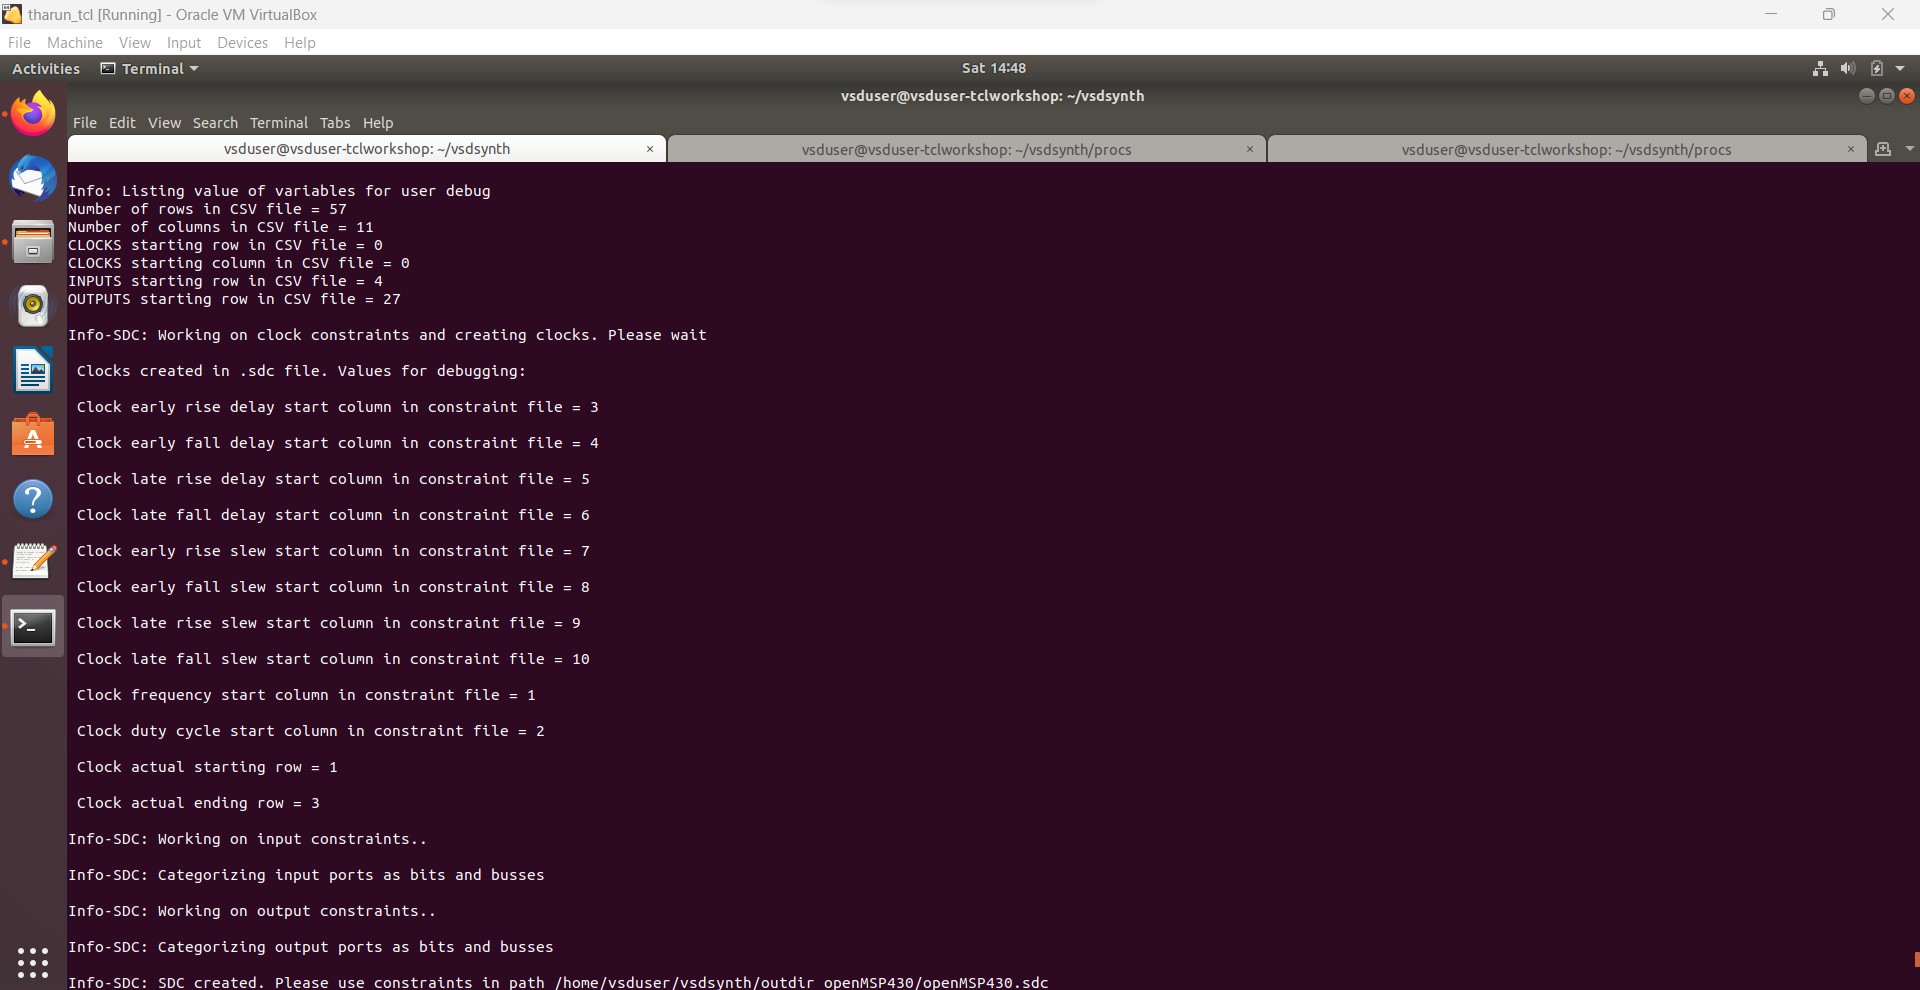 tharun_tcl [Running] - Oracle VM VirtualBox
File Machine View Input Devices Help
Activities Terminal Sat 14:48
vsduser@vsduser-tclworkshop: ~/vsdsynth
File Edit View Search Terminal Tabs Help
vsduser@vsduser-tclworkshop: ~/vsdsynth × vsduser@vsduser-tclworkshop: ~/vsdsynth/procs × vsduser@vsduser-tclworkshop: ~/vsdsynth/procs ×
Info: Listing value of variables for user debug
Number of rows in CSV file = 57
Number of columns in CSV file = 11
CLOCKS starting row in CSV file = 0
CLOCKS starting column in CSV file = 0
INPUTS starting row in CSV file = 4
OUTPUTS starting row in CSV file = 27
Info-SDC: Working on clock constraints and creating clocks. Please wait
Clocks created in .sdc file. Values for debugging:
Clock early rise delay start column in constraint file = 3
Clock early fall delay start column in constraint file = 4
Clock late rise delay start column in constraint file = 5
Clock late fall delay start column in constraint file = 6
Clock early rise slew start column in constraint file = 7
Clock early fall slew start column in constraint file = 8
Clock late rise slew start column in constraint file = 9
Clock late fall slew start column in constraint file = 10
Clock frequency start column in constraint file = 1
Clock duty cycle start column in constraint file = 2
Clock actual starting row = 1
Clock actual ending row = 3
Info-SDC: Working on input constraints..
Info-SDC: Categorizing input ports as bits and busses
Info-SDC: Working on output constraints..
Info-SDC: Categorizing output ports as bits and busses
Info-SDC: SDC created. Please use constraints in path /home/vsduser/vsdsynth/outdir_openMSP430/openMSP430.sdc